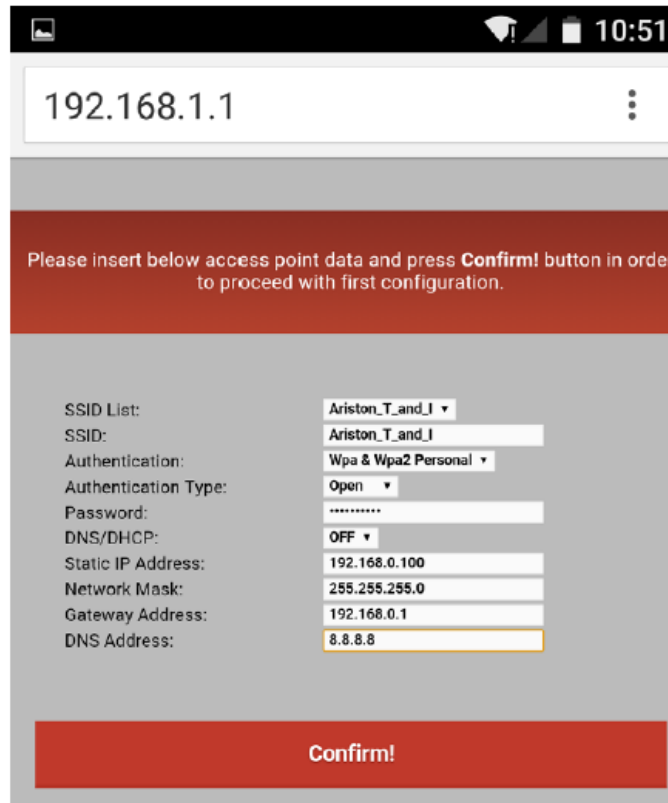 10:51
192.168.1.1
Please insert below access point data and press Confirm! button in orde
to proceed with first configuration.
SSID List: Ariston_T_and_I
SSID: Ariston_T_and_I
Authentication: Wpa & Wpa2 Personal
Authentication Type: Open
Password: ••••••••••
DNS/DHCP: OFF
Static IP Address: 192.168.0.100
Network Mask: 255.255.255.0
Gateway Address: 192.168.0.1
DNS Address: 8.8.8.8
Confirm!